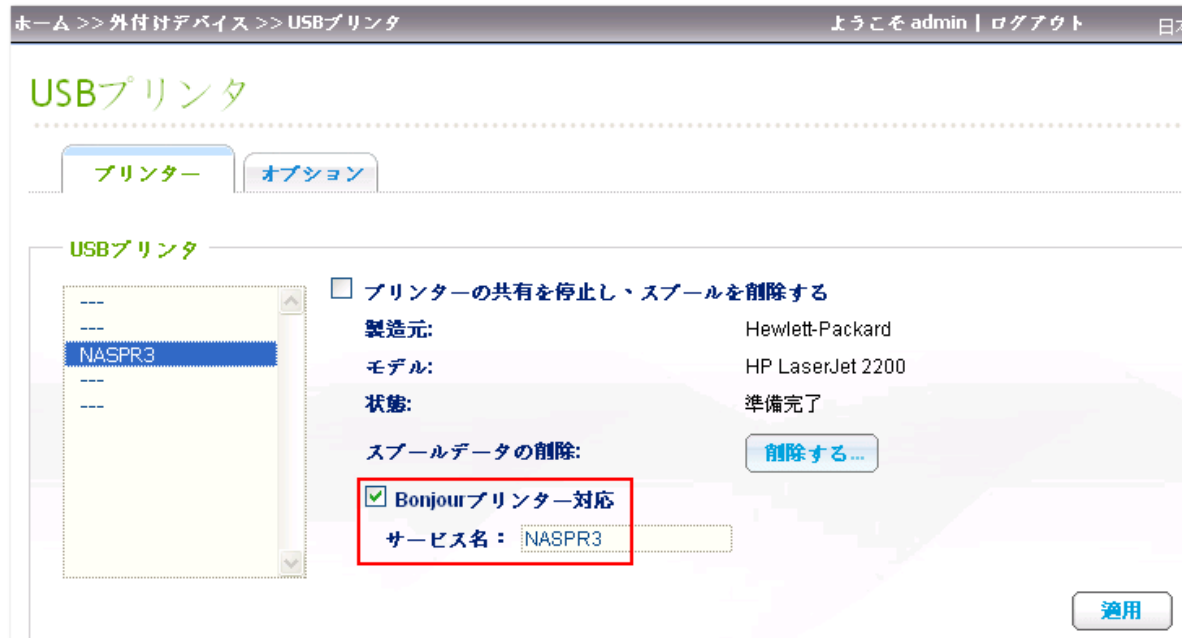 ホーム >> 外付けデバイス >> USBプリンタ
ようこそ admin | ログアウト
USBプリンタ
プリンター
オプション
USBプリンタ
---
---
NASPR3
---
---
プリンターの共有を停止し、スプールを削除する
製造元: Hewlett-Packard
モデル: HP LaserJet 2200
状態: 準備完了
スプールデータの削除: 削除する...
Bonjourプリンター対応
サービス名： NASPR3
適用